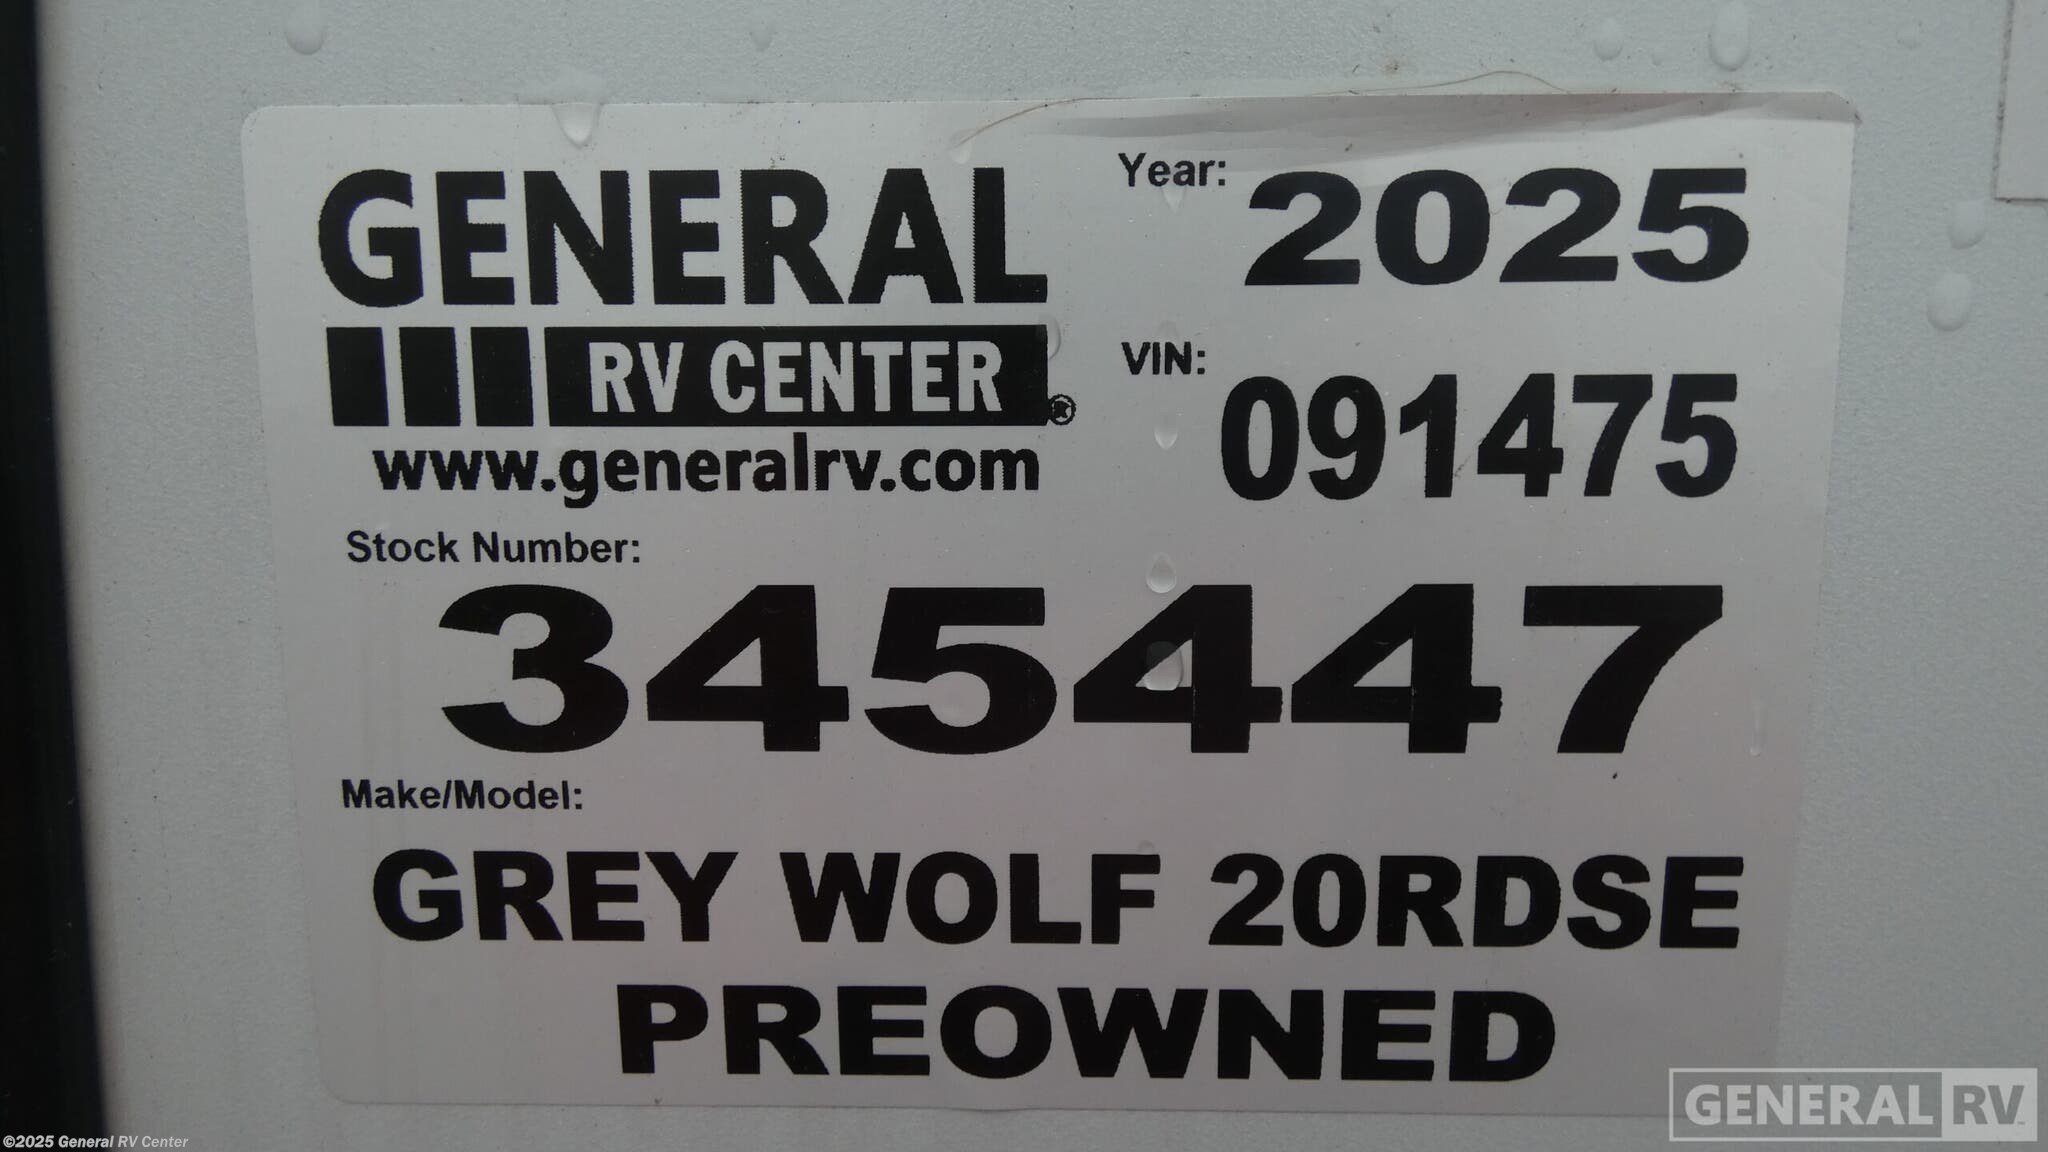 GENERAL
RV CENTER®
www.generalrv.com
Year: 2025
VIN: 091475
Stock Number:
345447
Make/Model:
GREY WOLF 20RDSE
PREOWNED
GENERAL RV
©2025 General RV Center